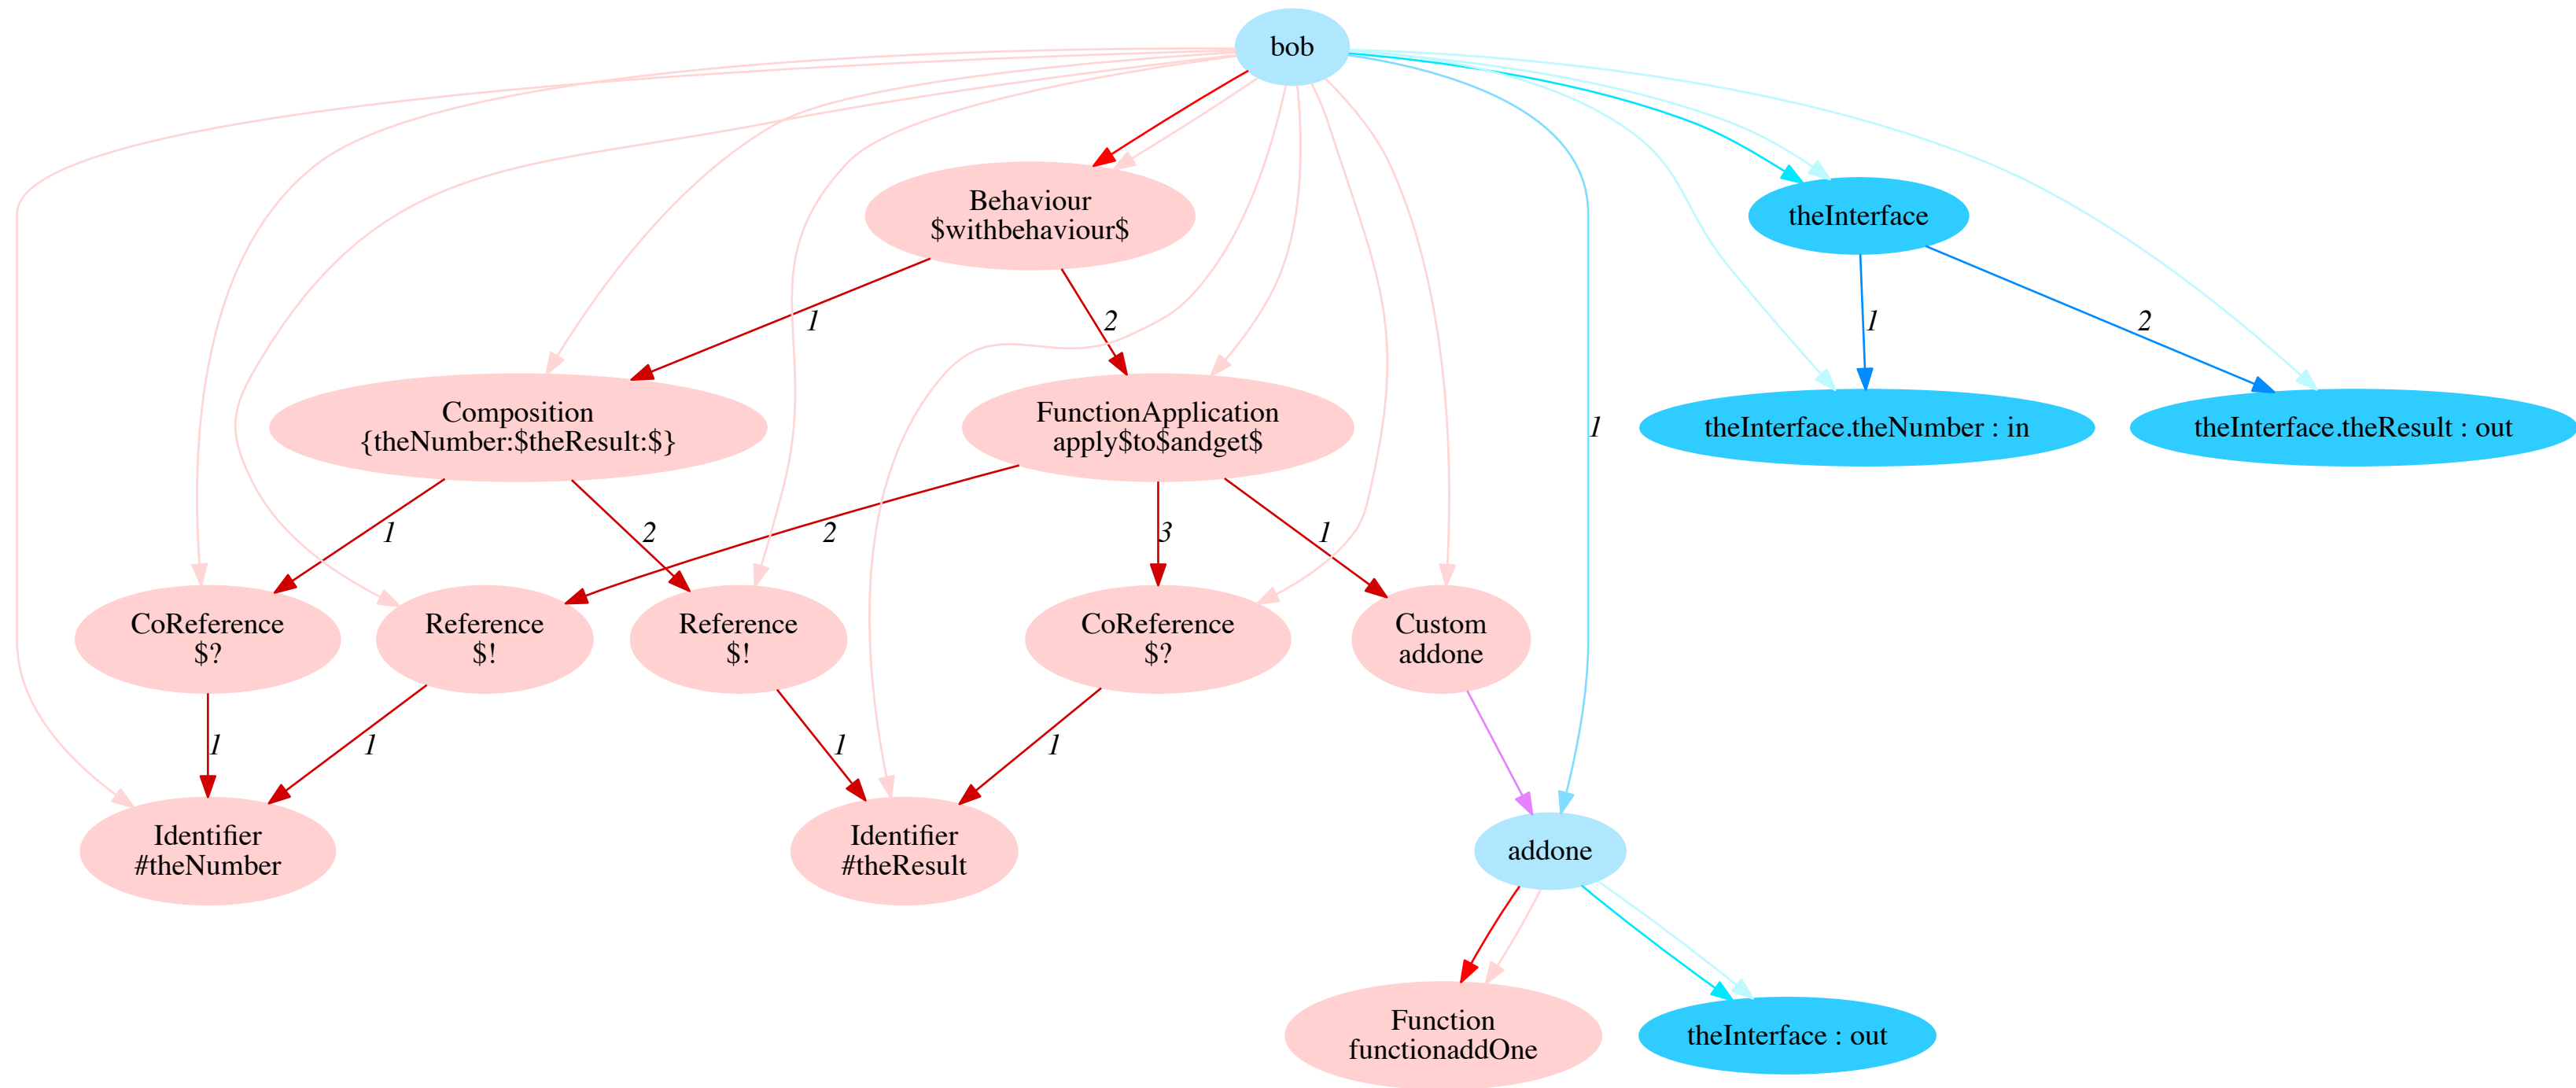 bob
Behaviour
$withbehaviour$
theInterface
1
2
1
2
Composition
{theNumber:$theResult:$}
FunctionApplication
apply$to$andget$
1
theInterface.theNumber : in
theInterface.theResult : out
1
2
2
3
1
CoReference
$?
Reference
$!
Reference
$!
CoReference
$?
Custom
addone
1
1
1
1
Identifier
#theNumber
Identifier
#theResult
addone
Function
functionaddOne
theInterface : out